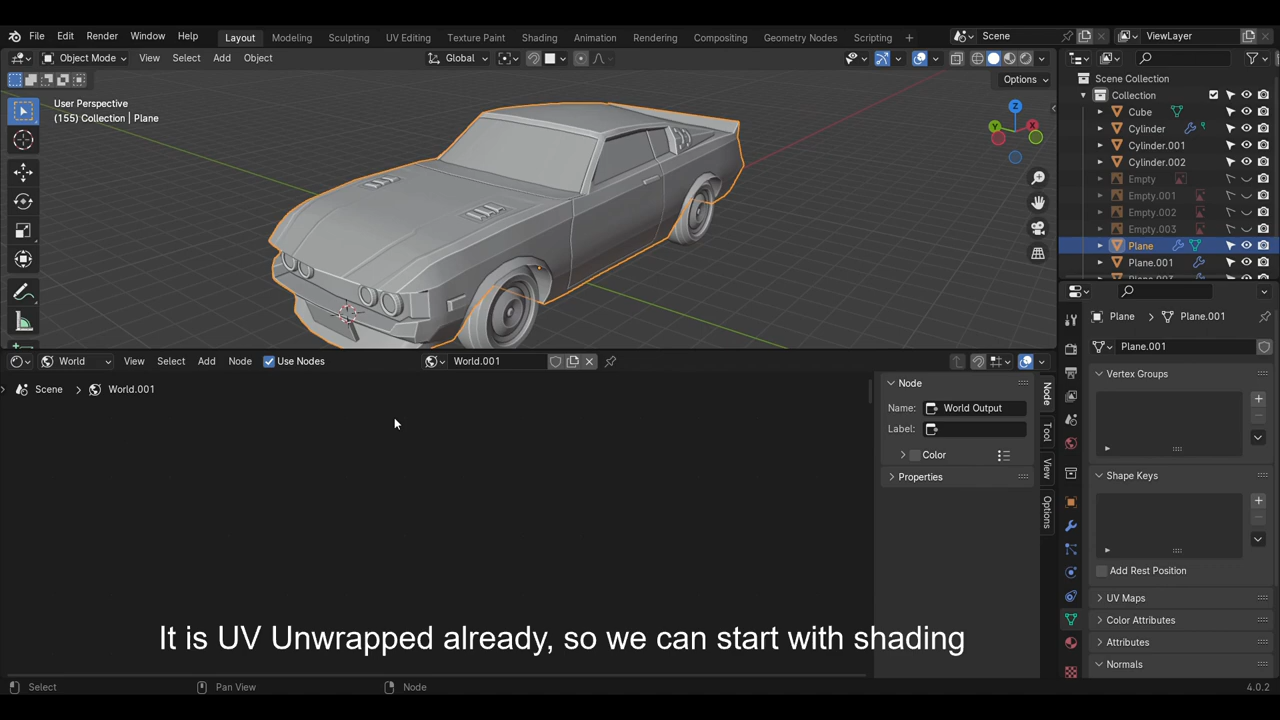 File Edit Render Window Help Layout Modeling Sculpting UV Editing Texture Paint Shading Animation Rendering Compositing Geometry Nodes Scripting + Scene ViewLayer
Object Mode View Select Add Object Global
Options
User Perspective
(155) Collection | Plane
Z
Y
X
Scene Collection
Collection
Cube
Cylinder
Cylinder.001
Cylinder.002
Empty
Empty.001
Empty.002
Empty.003
Plane
Plane.001
Plane Plane.001
Plane.001
Vertex Groups
Shape Keys
Add Rest Position
UV Maps
Color Attributes
Attributes
Normals
World View Select Add Node Use Nodes World.001
Scene > World.001
Node
Name: World Output
Label:
Color
Properties
Node
Tool
View
Options
It is UV Unwrapped already, so we can start with shading
Select Pan View Node 4.0.2